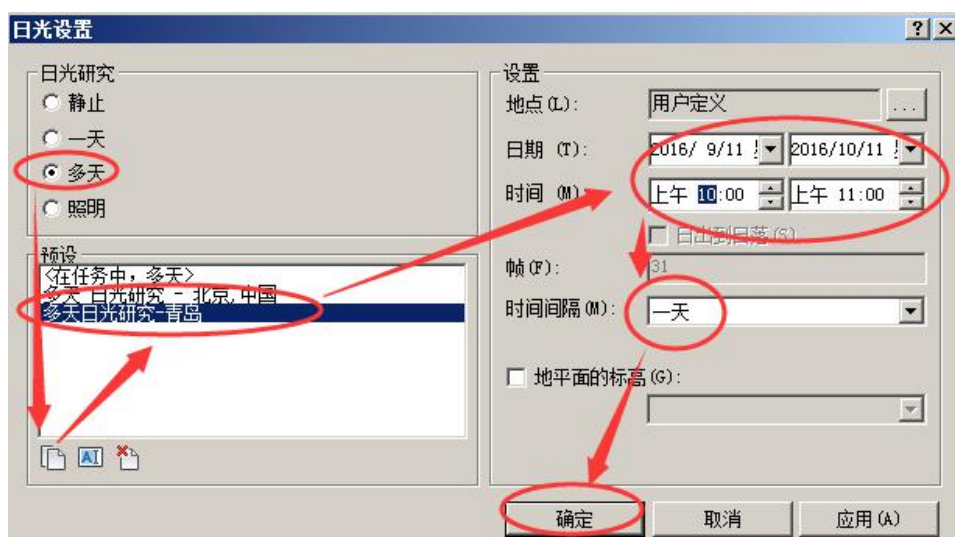 日光设置
日光研究
静止
一天
多天
照明
预设
<在任务中，多天>
多天 日光研究 - 北京,中国
多天日光研究-青岛
AI
设置
地点(L):
用户定义
...
日期 (T):
2016/ 9/11
2016/10/11
时间 (M):
上午 10:00
上午 11:00
日出到日落(S)
帧(F):
31
时间间隔(M):
一天
地平面的标高(G):
确定
取消
应用(A)